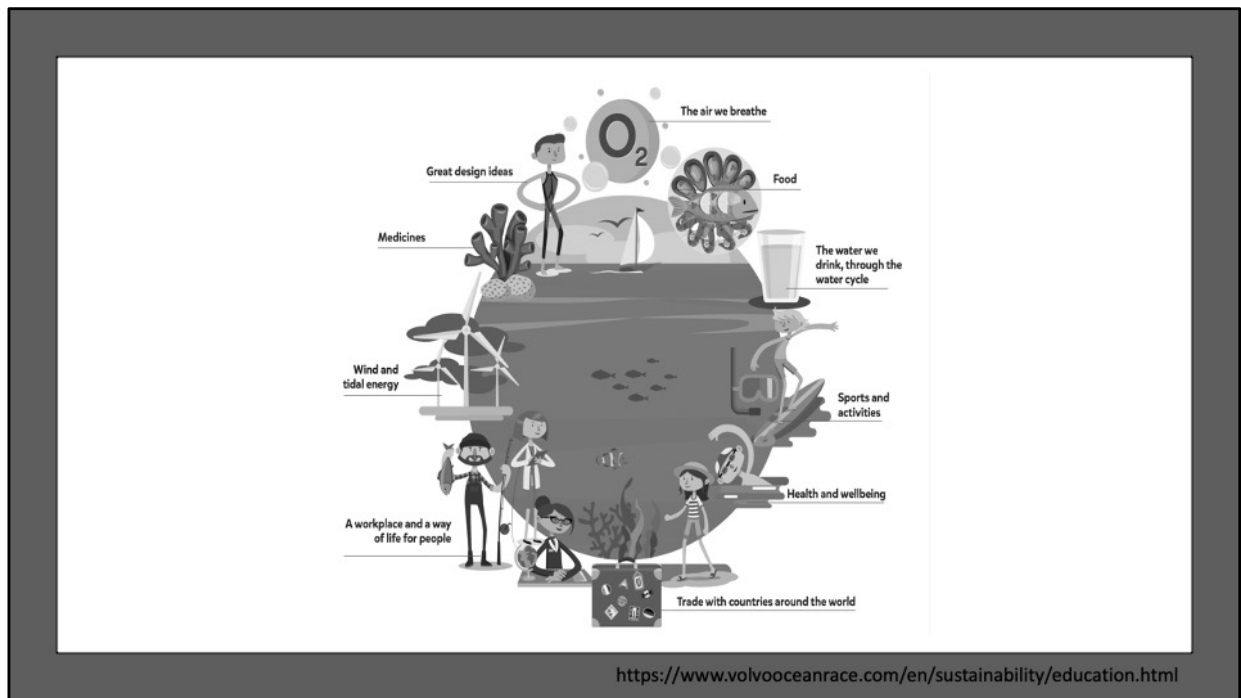 The air we breathe
O2
Great design ideas
Food
Medicines
The water we
drink, through the
water cycle
Wind and
tidal energy
Sports and
activities
Health and wellbeing
A workplace and a way
of life for people
Trade with countries around the world
https://www.volvooceanrace.com/en/sustainability/education.html